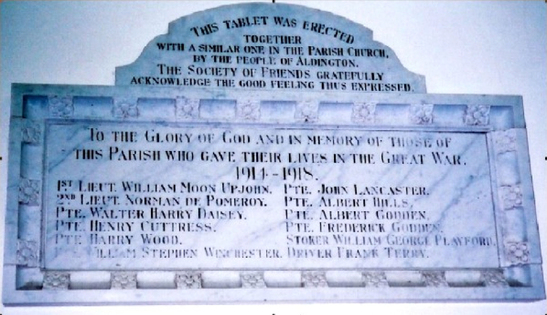 THIS TABLET WAS ERECTED
TOGETHER
WITH A SIMILAR ONE IN THE PARISH CHURCH,
BY THE PEOPLE OF ALDINGTON.
THE SOCIETY OF FRIENDS GRATEFULLY
ACKNOWLEDGE THE GOOD FEELING THUS EXPRESSED.
TO THE GLORY OF GOD AND IN MEMORY OF THOSE OF
THIS PARISH WHO GAVE THEIR LIVES IN THE GREAT WAR.
1914-1918.
1ST LIEUT. WILLIAM MOON UPJOHN. PTE. JOHN LANCASTER.
2ND LIEUT. NORMAN DE POMEROY. PTE. ALBERT HILLS.
PTE. WALTER HARRY DAISEY. PTE. ALBERT GODDEN.
PTE. HENRY CUTTRESS. PTE. FREDERICK GODDEN.
PTE. HARRY WOOD. STOKER WILLIAM GEORGE PLAYFORD.
PTE. WILLIAM STEPHEN WINCHESTER. DRIVER FRANK TERRY.